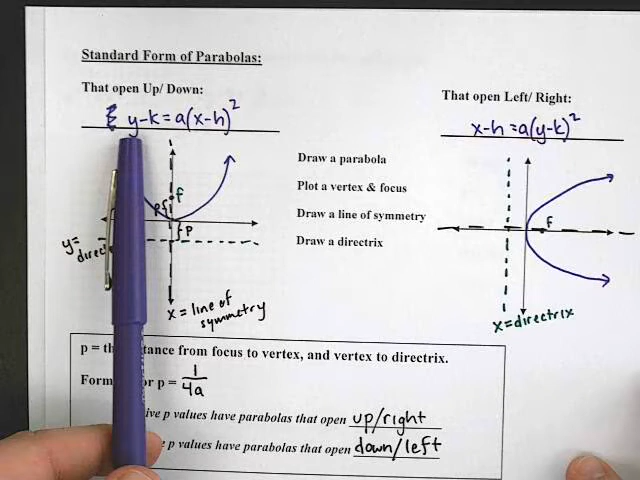 Standard Form of Parabolas:
That open Up/ Down:
y-k=a(x-h)²
That open Left/ Right:
x-h=a(y-k)²
Draw a parabola
Plot a vertex & focus
Draw a line of symmetry
Draw a directrix
f
p
p
y=
x = line of
symmetry
f
x=directrix
p = th tance from focus to vertex, and vertex to directrix.
Form or p = 1/4a
ive p values have parabolas that open up/right
e p values have parabolas that open down/left